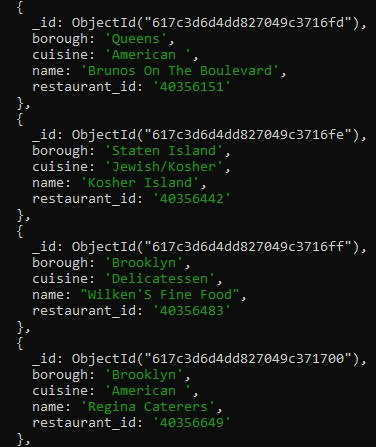 {
_id: ObjectId("617c3d6d4dd827049c3716fd"),
borough: 'Queens',
cuisine: 'American ',
name: 'Brunos On The Boulevard',
restaurant_id: '40356151'
},
{
_id: ObjectId("617c3d6d4dd827049c3716fe"),
borough: 'Staten Island',
cuisine: 'Jewish/Kosher',
name: 'Kosher Island',
restaurant_id: '40356442'
},
{
_id: ObjectId("617c3d6d4dd827049c3716ff"),
borough: 'Brooklyn',
cuisine: 'Delicatessen',
name: "Wilken'S Fine Food",
restaurant_id: '40356483'
},
{
_id: ObjectId("617c3d6d4dd827049c371700"),
borough: 'Brooklyn',
cuisine: 'American ',
name: 'Regina Caterers',
restaurant_id: '40356649'
},